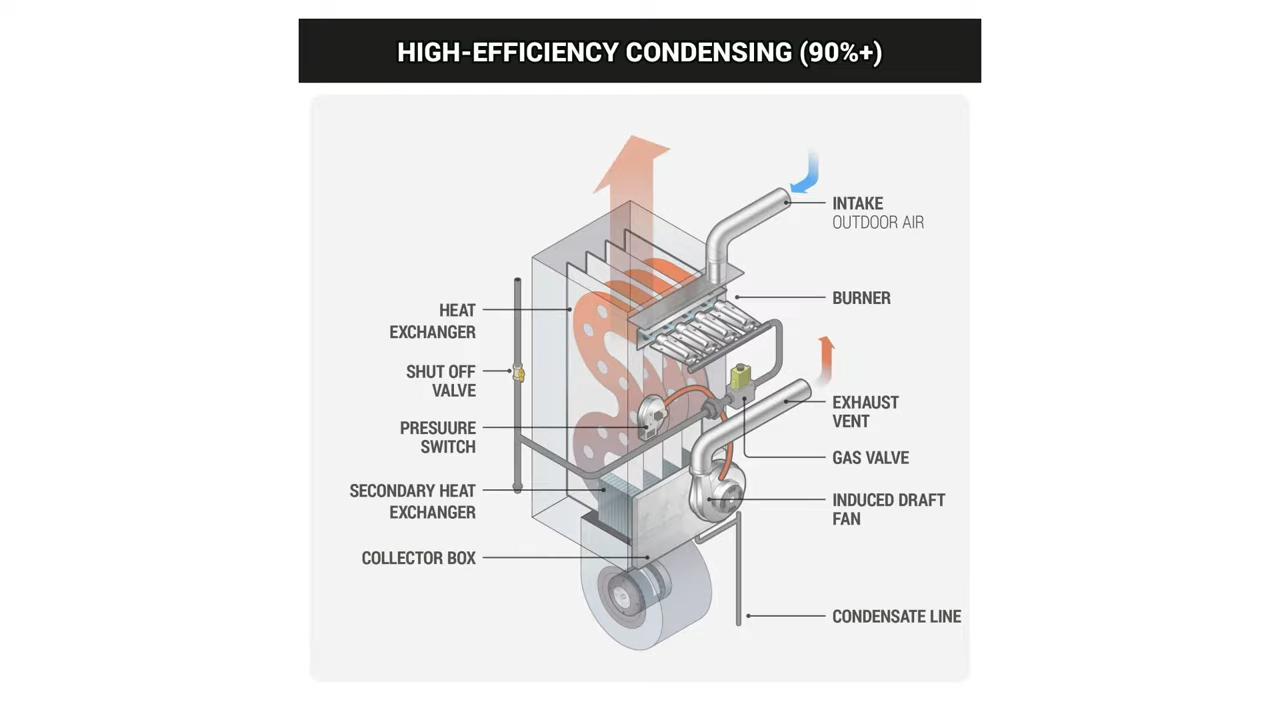 HIGH-EFFICIENCY CONDENSING (90%+)
INTAKE
OUTDOOR AIR
BURNER
HEAT
EXCHANGER
SHUT OFF
VALVE
EXHAUST
VENT
PRESUURE
SWITCH
GAS VALVE
SECONDARY HEAT
EXCHANGER
INDUCED DRAFT
FAN
COLLECTOR BOX
CONDENSATE LINE